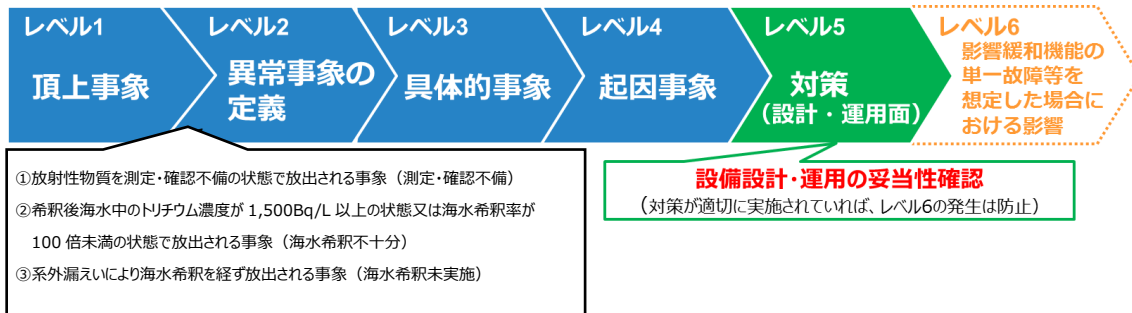 レベル1
頂上事象
レベル2
異常事象の
定義
レベル3
具体的事象
レベル4
起因事象
レベル5
対策
（設計・運用面）
レベル6
影響緩和機能の
単一故障等を
想定した場合に
おける影響
①放射性物質を測定・確認不備の状態で放出される事象（測定・確認不備）
②希釈後海水中のトリチウム濃度が 1,500Bq/L 以上の状態又は海水希釈率が
100 倍未満の状態で放出される事象（海水希釈不十分）
③系外漏えいにより海水希釈を経ず放出される事象（海水希釈未実施）
設備設計・運用の妥当性確認
（対策が適切に実施されていれば、レベル6の発生は防止）